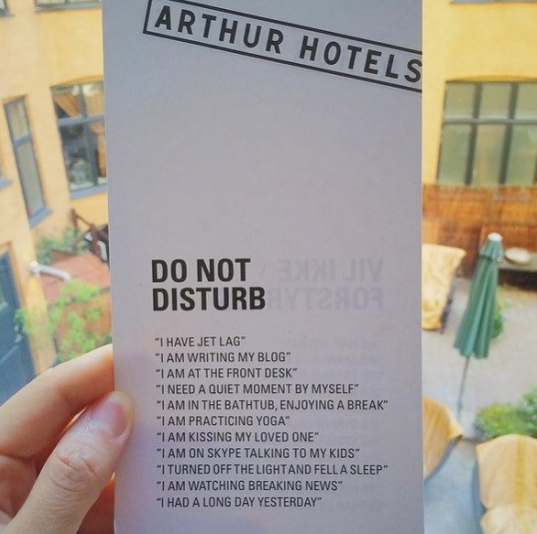 ARTHUR HOTELS
DO NOT
DISTURB
VIL IKKE
FORSTYR
"I HAVE JET LAG"
"I AM WRITING MY BLOG"
"I AM AT THE FRONT DESK"
"I NEED A QUIET MOMENT BY MYSELF"
"I AM IN THE BATHTUB, ENJOYING A BREAK"
"I AM PRACTICING YOGA"
"I AM KISSING MY LOVED ONE"
"I AM ON SKYPE TALKING TO MY KIDS"
"I TURNED OFF THE LIGHT AND FELL A SLEEP"
"I AM WATCHING BREAKING NEWS"
"I HAD A LONG DAY YESTERDAY"